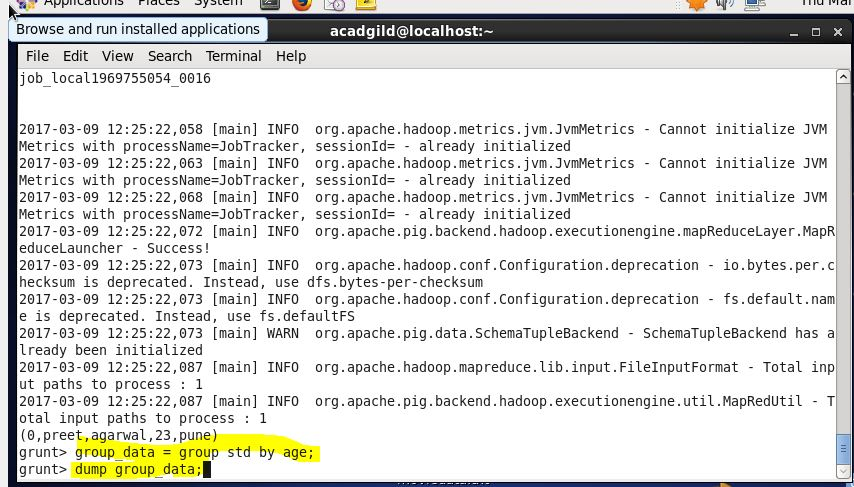 Applications Places System Thu Mar
Browse and run installed applications
acadgild@localhost:~
File Edit View Search Terminal Help
job_local1969755054_0016
2017-03-09 12:25:22,058 [main] INFO  org.apache.hadoop.metrics.jvm.JvmMetrics - Cannot initialize JVM
Metrics with processName=JobTracker, sessionId= - already initialized
2017-03-09 12:25:22,063 [main] INFO  org.apache.hadoop.metrics.jvm.JvmMetrics - Cannot initialize JVM
Metrics with processName=JobTracker, sessionId= - already initialized
2017-03-09 12:25:22,068 [main] INFO  org.apache.hadoop.metrics.jvm.JvmMetrics - Cannot initialize JVM
Metrics with processName=JobTracker, sessionId= - already initialized
2017-03-09 12:25:22,072 [main] INFO  org.apache.pig.backend.hadoop.executionengine.mapReduceLayer.MapR
educeLauncher - Success!
2017-03-09 12:25:22,073 [main] INFO  org.apache.hadoop.conf.Configuration.deprecation - io.bytes.per.c
hecksum is deprecated. Instead, use dfs.bytes-per-checksum
2017-03-09 12:25:22,073 [main] INFO  org.apache.hadoop.conf.Configuration.deprecation - fs.default.nam
e is deprecated. Instead, use fs.defaultFS
2017-03-09 12:25:22,073 [main] WARN  org.apache.pig.data.SchemaTupleBackend - SchemaTupleBackend has a
lready been initialized
2017-03-09 12:25:22,087 [main] INFO  org.apache.hadoop.mapreduce.lib.input.FileInputFormat - Total inp
ut paths to process : 1
2017-03-09 12:25:22,087 [main] INFO  org.apache.pig.backend.hadoop.executionengine.util.MapRedUtil - T
otal input paths to process : 1
(0,preet,agarwal,23,pune)
grunt> group_data = group std by age;
grunt> dump group_data;